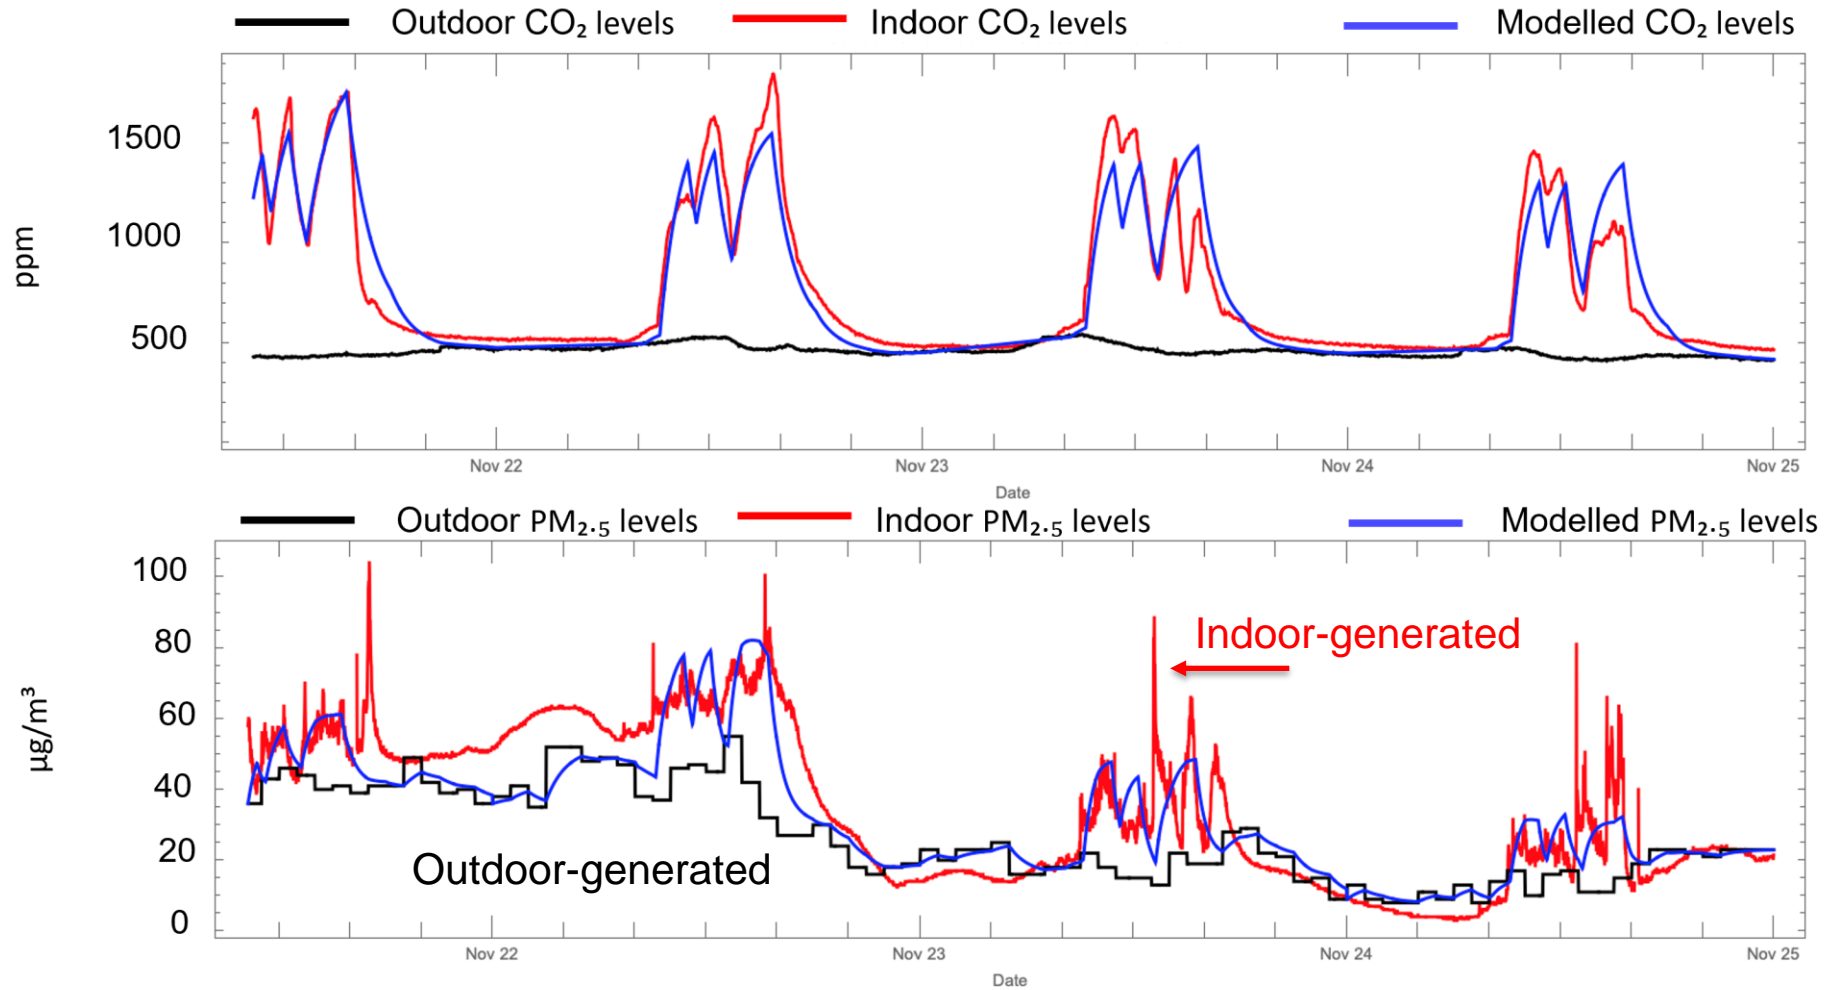 Outdoor CO₂ levels Indoor CO₂ levels Modelled CO₂ levels
ppm
1500
1000
500
Nov 22 Nov 23 Nov 24 Nov 25
Date
Outdoor PM₂.₅ levels Indoor PM₂.₅ levels Modelled PM₂.₅ levels
µg/m³
100
80
60
40
20
0
Indoor-generated
Outdoor-generated
Nov 22 Nov 23 Nov 24 Nov 25
Date